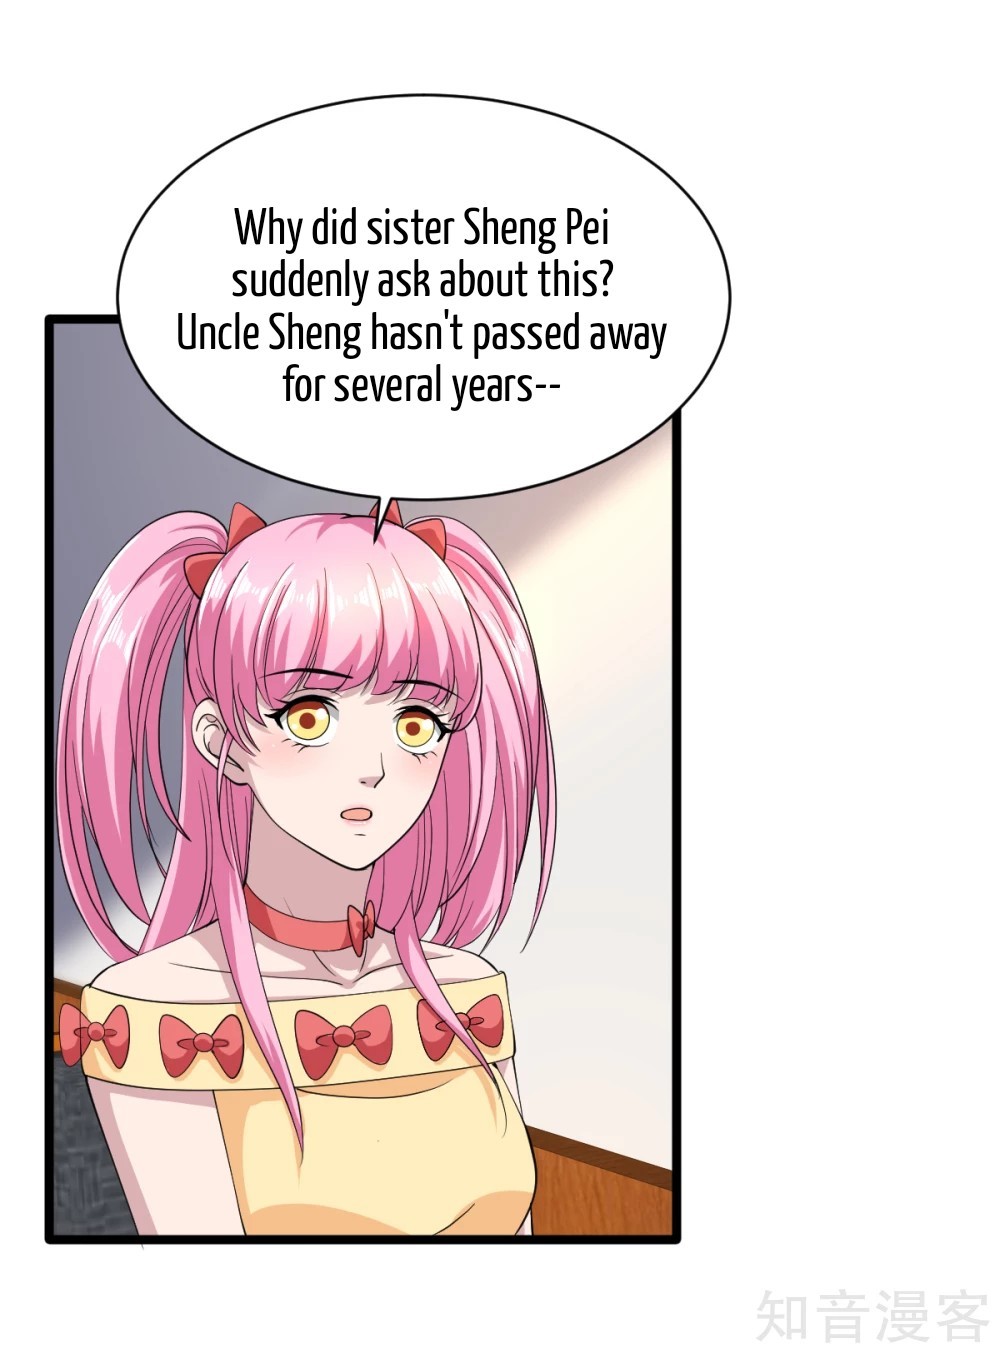 Why did sister Sheng Pei
suddenly ask about this?
Uncle Sheng hasn't passed away
for several years--
知音漫客